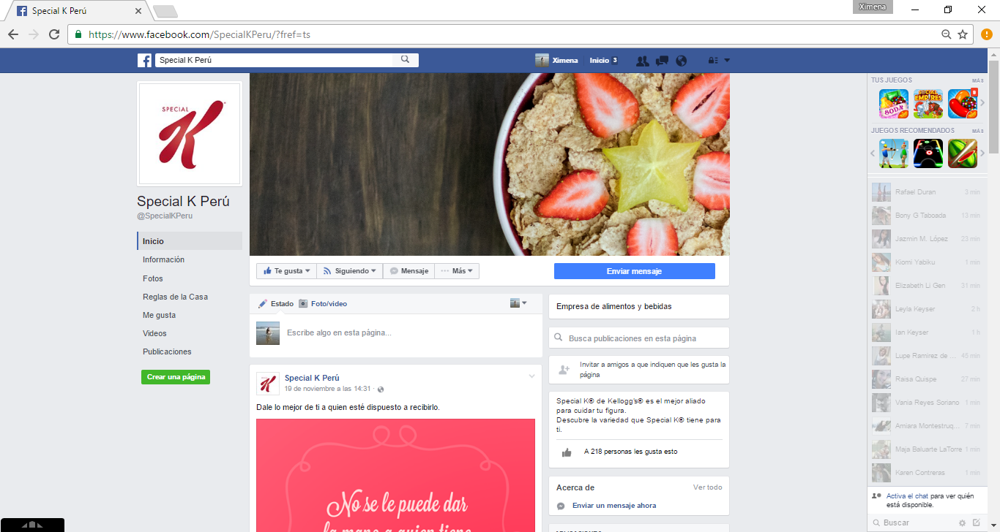 Special K Perú
Ximena
https://www.facebook.com/SpecialKPeru/?fref=ts
Special K Perú
Ximena
Inicio 3
SPECIAL
K
Special K Perú
@SpecialKPeru
Inicio
Información
Fotos
Reglas de la Casa
Me gusta
Videos
Publicaciones
Crear una página
Te gusta
Siguiendo
Mensaje
Más
Enviar mensaje
Estado
Foto/video
Escribe algo en esta página...
Special K Perú
19 de noviembre a las 14:31 ·
Dale lo mejor de ti a quien esté dispuesto a recibirlo.
No se le puede dar
la mano a quien tiene
Empresa de alimentos y bebidas
Busca publicaciones en esta página
Invitar a amigos a que indiquen que les gusta la
página
Special K® de Kellogg's® es el mejor aliado
para cuidar tu figura.
Descubre la variedad que Special K® tiene para
ti.
A 218 personas les gusta esto
Acerca de
Ver todo
Enviar un mensaje ahora
APLICACIONES
TUS JUEGOS
MÁS
SODA
SOCIAL
EMPIRES
8
JUEGOS RECOMENDADOS
MÁS
Rafael Duran 3 min
Bony G Taboada 13 min
Jazmin M. López 23 min
Kiomi Yabiku 1 min
Elizabeth Li Gen 31 min
Leyla Keyser 2 h
Ian Keyser 1 h
Lupe Ramirez de ... 45 min
Raisa Quispe 27 min
Vania Reyes Soriano 1 min
Amiara Montestruq... 7 min
Maja Baluarte LaTorre 1 min
Karen Contreras 1 min
Activa el chat para ver quién
está disponible.
Buscar